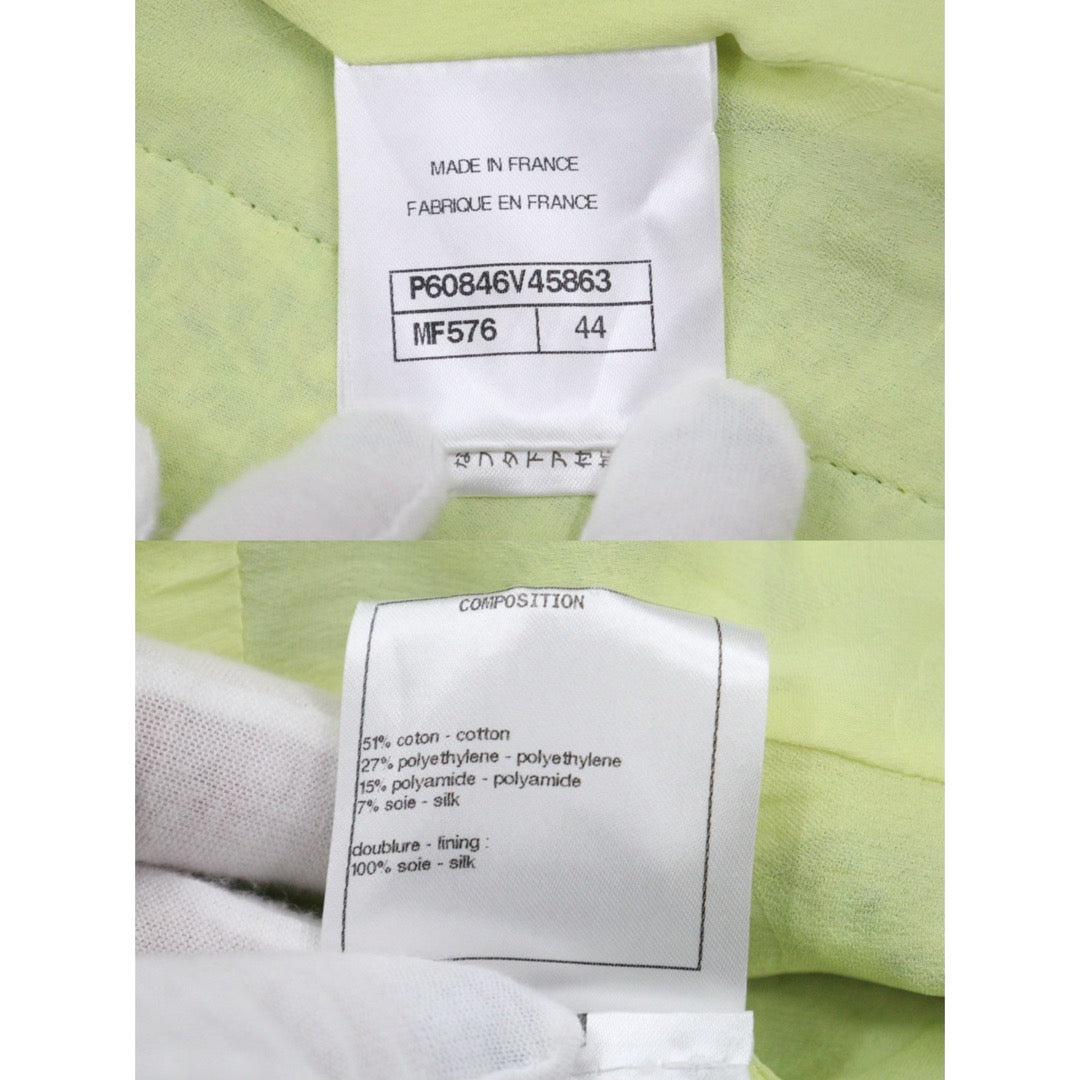 MADE IN FRANCE
FABRIQUE EN FRANCE
P60846V45863
MF576 44
COMPOSITION
51% coton - cotton
27% polyethylene - polyethylene
15% polyamide - polyamide
7% soie - silk
doublure - lining :
100% soie - silk